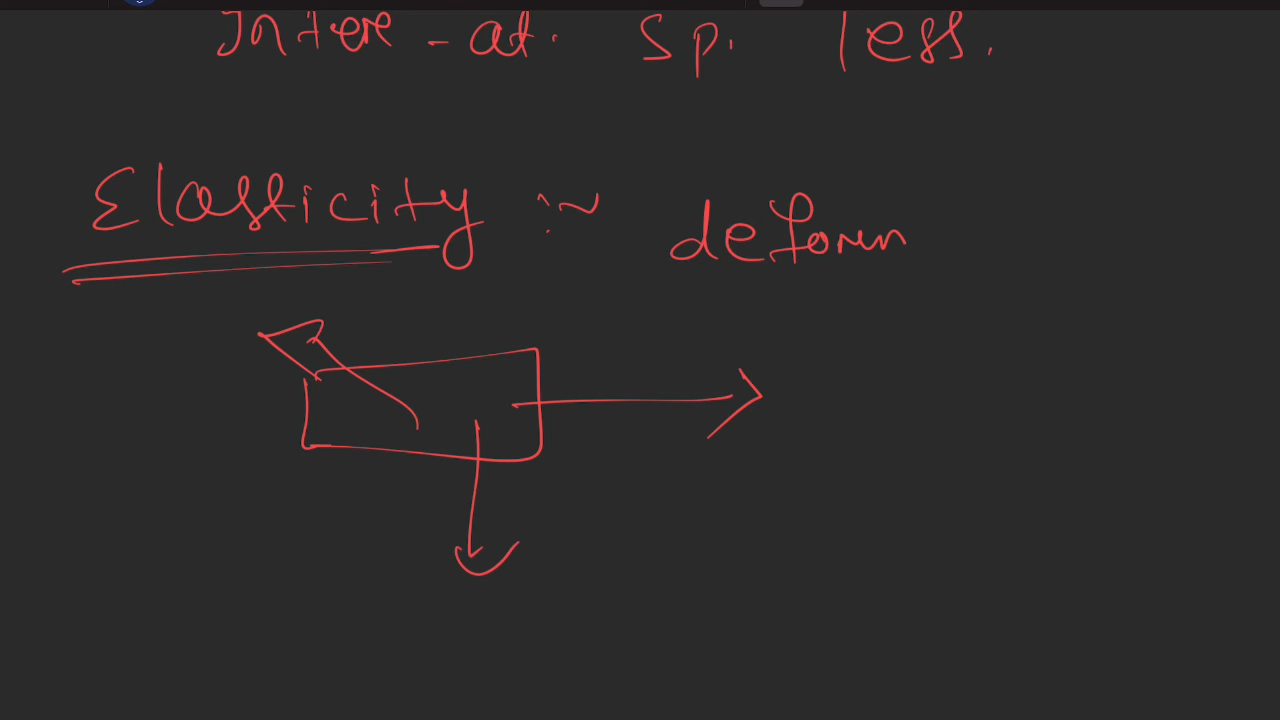 Inter-at. Sp. less.
Elasticity :~ deform